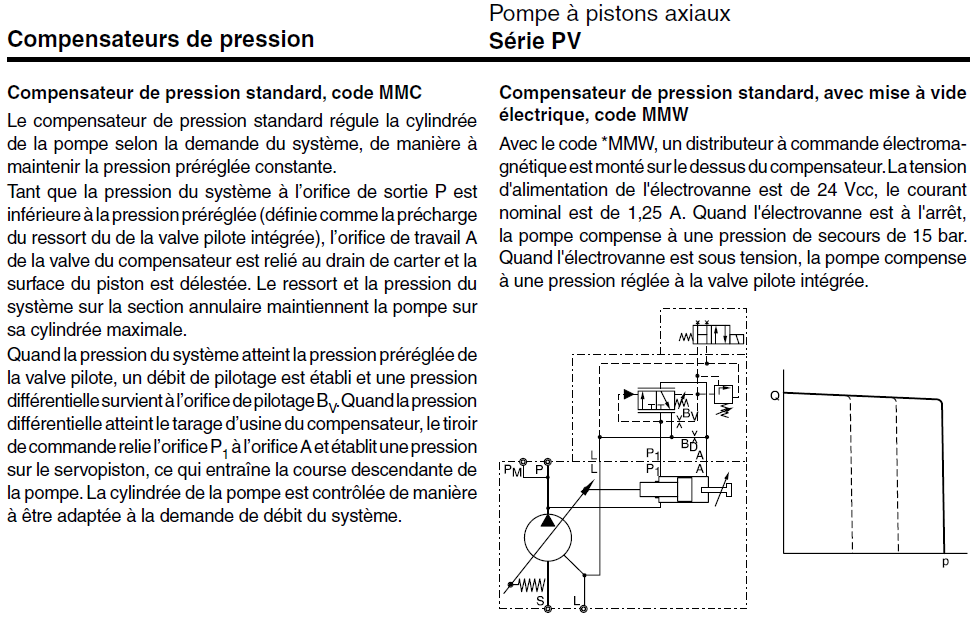 Pompe à pistons axiaux
Compensateurs de pression
Série PV
Compensateur de pression standard, code MMC
Le compensateur de pression standard régule la cylindrée
de la pompe selon la demande du système, de manière à
maintenir la pression préréglée constante.
Tant que la pression du système à l'orifice de sortie P est
inférieure à la pression préréglée (définie comme la précharge
du ressort du de la valve pilote intégrée), l'orifice de travail A
de la valve du compensateur est relié au drain de carter et la
surface du piston est délestée. Le ressort et la pression du
système sur la section annulaire maintiennent la pompe sur
sa cylindrée maximale.
Quand la pression du système atteint la pression préréglée de
la valve pilote, un débit de pilotage est établi et une pression
différentielle survient à l'orifice de pilotage BV. Quand la pression
différentielle atteint le tarage d'usine du compensateur, le tiroir
de commande relie l'orifice P1 à l'orifice A et établit une pression
sur le servopiston, ce qui entraîne la course descendante de
la pompe. La cylindrée de la pompe est contrôlée de manière
à être adaptée à la demande de débit du système.
Compensateur de pression standard, avec mise à vide
électrique, code MMW
Avec le code *MMW, un distributeur à commande électroma-
gnétique est monté sur le dessus du compensateur. La tension
d'alimentation de l'électrovanne est de 24 Vcc, le courant
nominal est de 1,25 A. Quand l'électrovanne est à l'arrêt,
la pompe compense à une pression de secours de 15 bar.
Quand l'électrovanne est sous tension, la pompe compense
à une pression réglée à la valve pilote intégrée.
BV
BD
L P1 A
L P1 A
PM P
S L
Q
p